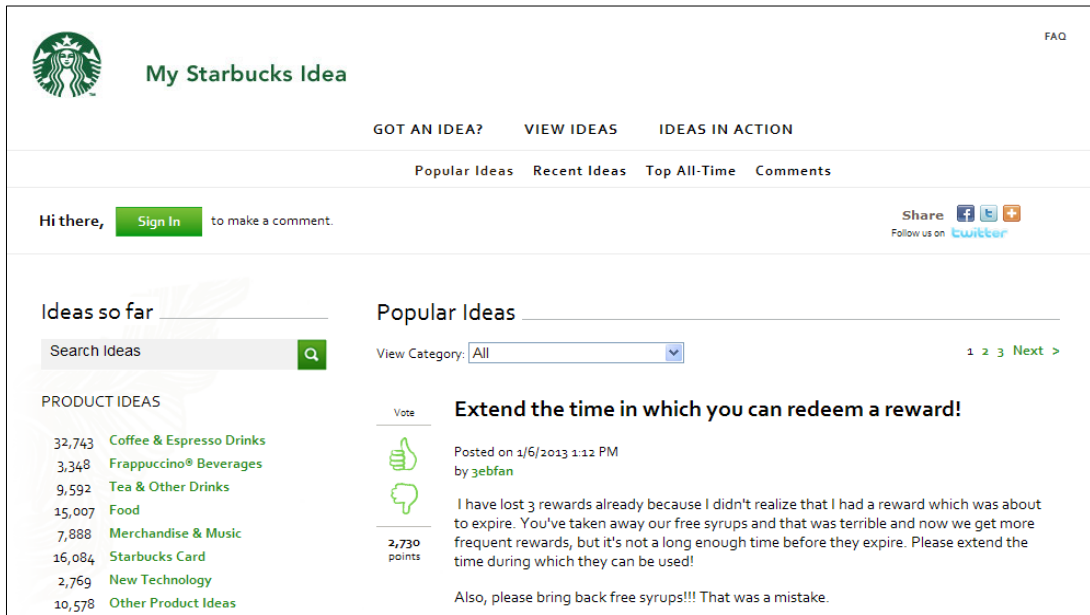 FAQ
My Starbucks Idea
GOT AN IDEA? VIEW IDEAS IDEAS IN ACTION
Popular Ideas Recent Ideas Top All-Time Comments
Hi there, Sign In to make a comment.
Share
Follow us on twitter
Ideas so far
Search Ideas
PRODUCT IDEAS
32,743 Coffee & Espresso Drinks
3,348 Frappuccino® Beverages
9,592 Tea & Other Drinks
15,007 Food
7,888 Merchandise & Music
16,084 Starbucks Card
2,769 New Technology
10,578 Other Product Ideas
Popular Ideas
View Category: All
1 2 3 Next >
Vote
2,730
points
Extend the time in which you can redeem a reward!
Posted on 1/6/2013 1:12 PM
by 3ebfan
I have lost 3 rewards already because I didn't realize that I had a reward which was about
to expire. You've taken away our free syrups and that was terrible and now we get more
frequent rewards, but it's not a long enough time before they expire. Please extend the
time during which they can be used!
Also, please bring back free syrups!!! That was a mistake.